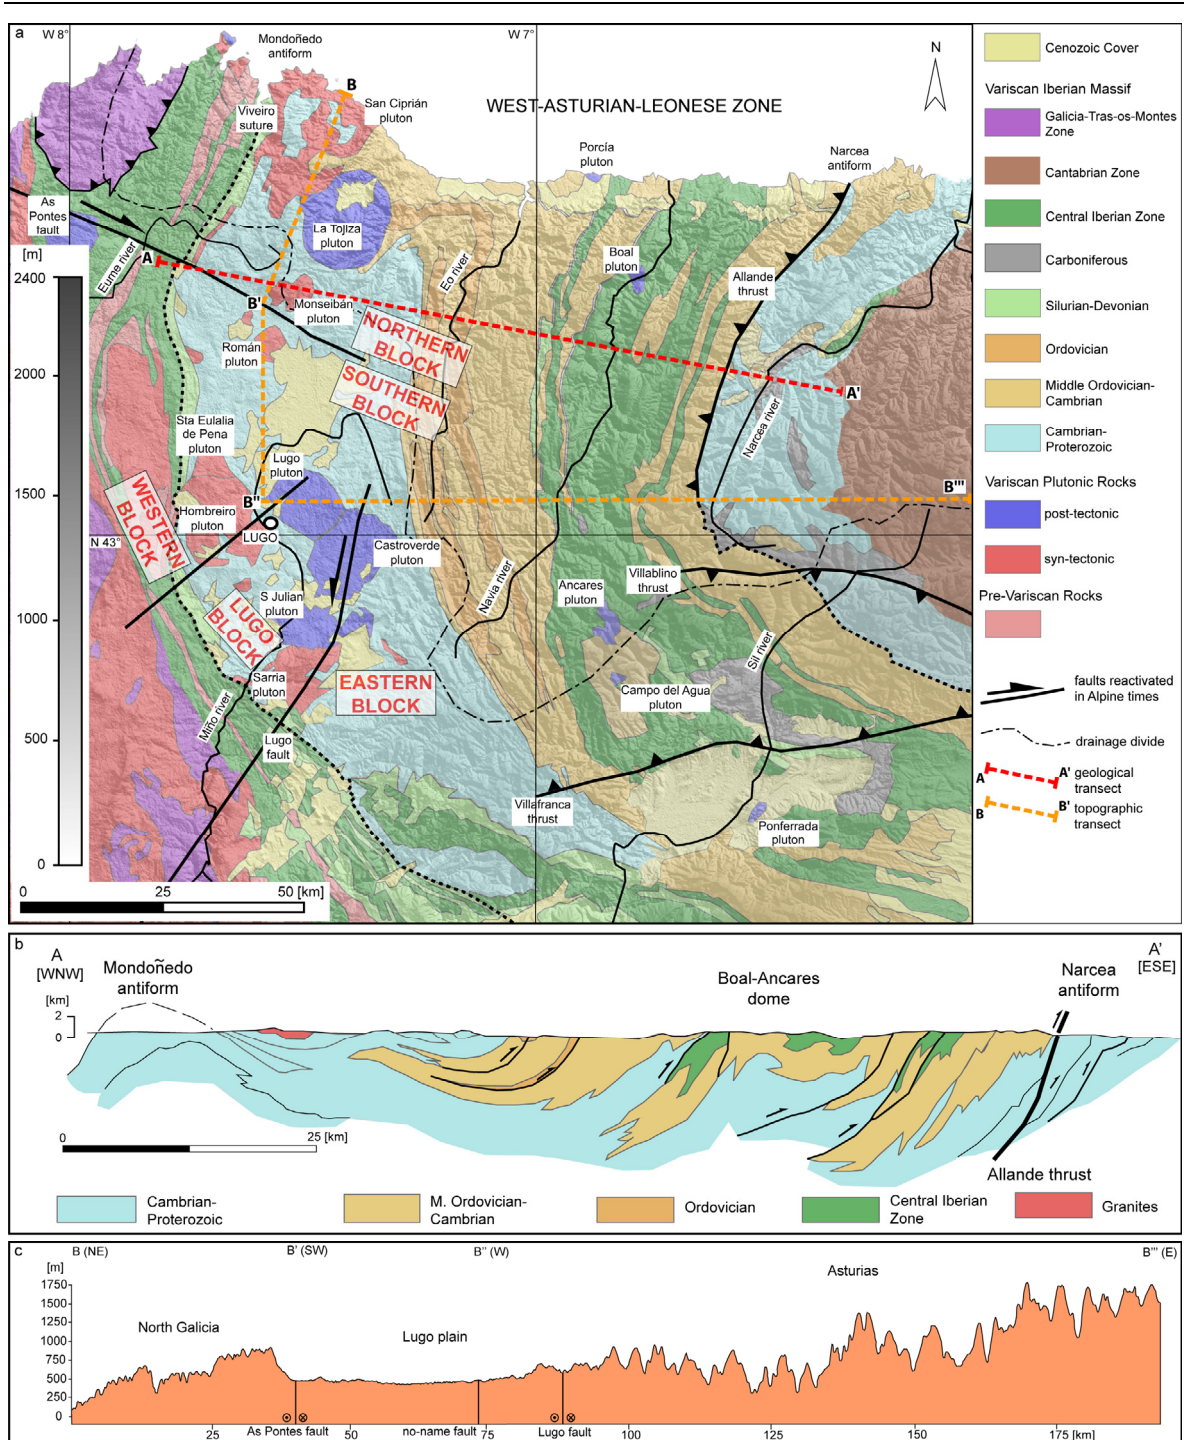 a
W 8°
Mondoñedo
antiform
W 7°
N
B
San Ciprián
pluton
WEST-ASTURIAN-LEONESE ZONE
Viveiro
suture
Porcía
pluton
Narcea
antiform
As
Pontes
fault
La Tojiza
pluton
Eume river
A
Eo river
Boal
pluton
Allande
thrust
[m]
2400
2000
1500
1000
500
0
B'
Monseibán
pluton
NORTHERN
BLOCK
Román
pluton
SOUTHERN
BLOCK
A'
Narcea river
Sta Eulalia
de Pena
pluton
Lugo
pluton
WESTERN
BLOCK
B''
B'''
Hombreiro
pluton
LUGO
N 43°
Castroverde
pluton
Navia river
Villablino
thrust
Ancares
pluton
S Julian
pluton
LUGO
BLOCK
Sil river
Sarria
pluton
EASTERN
BLOCK
Campo del Agua
pluton
Miño river
Lugo
fault
Villafranca
thrust
Ponferrada
pluton
0
25
50 [km]
Cenozoic Cover
Variscan Iberian Massif
Galicia-Tras-os-Montes
Zone
Cantabrian Zone
Central Iberian Zone
Carboniferous
Silurian-Devonian
Ordovician
Middle Ordovician-
Cambrian
Cambrian-
Proterozoic
Variscan Plutonic Rocks
post-tectonic
syn-tectonic
Pre-Variscan Rocks
faults reactivated
in Alpine times
drainage divide
A
A' geological
transect
B
B' topographic
transect
b
A
[WNW]
Mondoñedo
antiform
Boal-Ancares
dome
Narcea
antiform
A'
[ESE]
[km]
2
0
0
25 [km]
Allande thrust
Cambrian-
Proterozoic
M. Ordovician-
Cambrian
Ordovician
Central Iberian
Zone
Granites
c
B (NE)
B' (SW)
B'' (W)
B''' (E)
[m]
1750
1500
1250
1000
750
500
250
0
North Galicia
Lugo plain
Asturias
25
As Pontes fault
50
no-name fault
75
Lugo fault
100
125
150
175 [km]